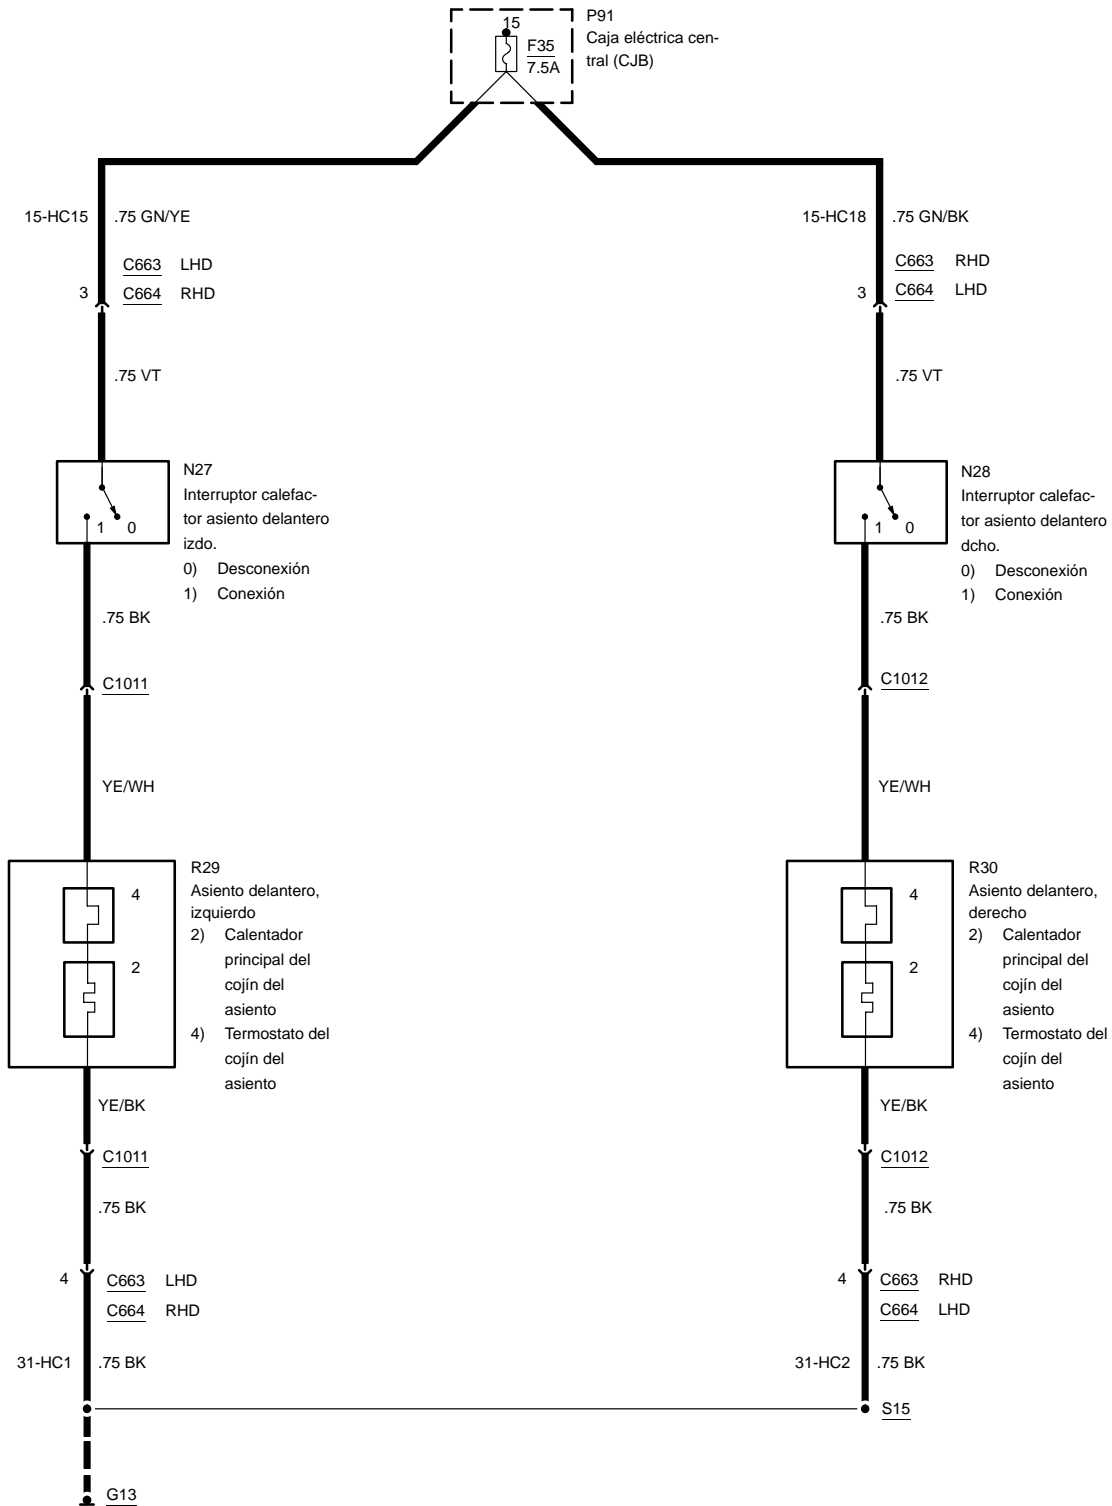 15
F35
7.5A
P91
Caja eléctrica cen-
tral (CJB)
15-HC15 .75 GN/YE
C663 LHD
3 C664 RHD
.75 VT
N27
Interruptor calefac-
tor asiento delantero
izdo.
0) Desconexión
1) Conexión
1 0
.75 BK
C1011
YE/WH
R29
Asiento delantero,
izquierdo
2) Calentador
principal del
cojín del
asiento
4) Termostato del
cojín del
asiento
4
2
YE/BK
C1011
.75 BK
4 C663 LHD
C664 RHD
31-HC1 .75 BK
G13
15-HC18 .75 GN/BK
C663 RHD
3 C664 LHD
.75 VT
N28
Interruptor calefac-
tor asiento delantero
dcho.
0) Desconexión
1) Conexión
1 0
.75 BK
C1012
YE/WH
R30
Asiento delantero,
derecho
2) Calentador
principal del
cojín del
asiento
4) Termostato del
cojín del
asiento
4
2
YE/BK
C1012
.75 BK
4 C663 RHD
C664 LHD
31-HC2 .75 BK
S15